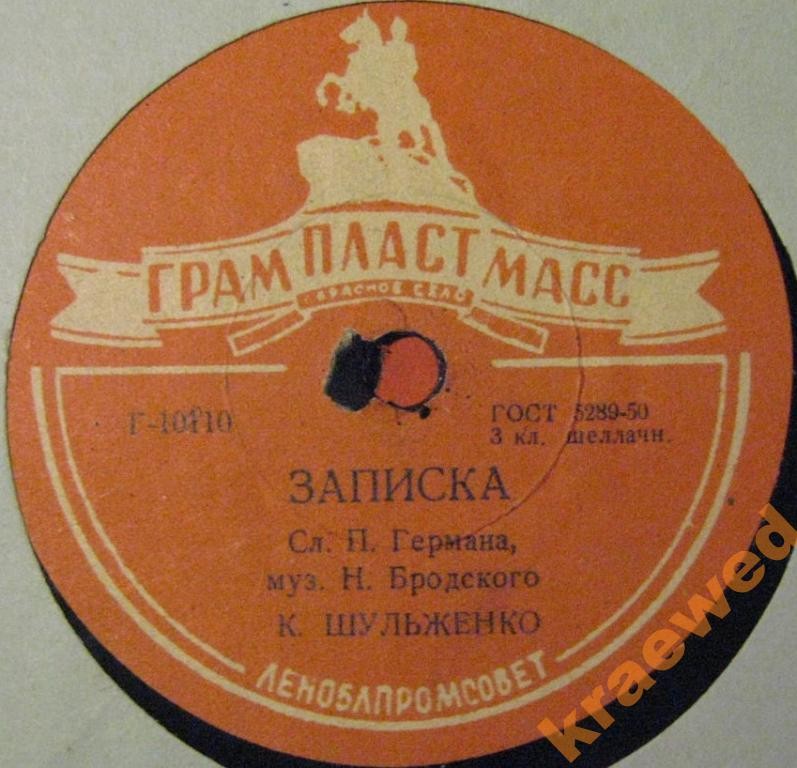 ГРАМ ПЛАСТ МАСС
КРАСНОЕ СЕЛО
ГОСТ 5289-50
3 кл. шеллачн.
ЗАПИСКА
Сл. П. Германа,
муз. Н. Бродского
К. ШУЛЬЖЕНКО
ЛЕНОБЛПРОМСОВЕТ
kraewed